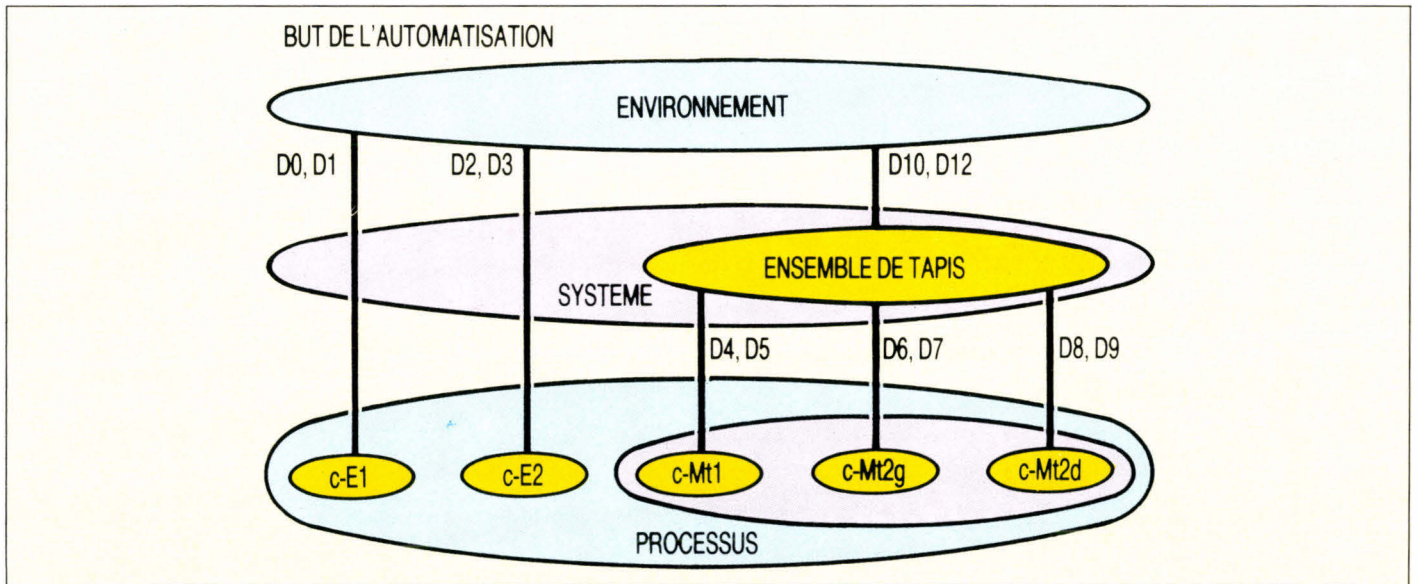 BUT DE L'AUTOMATISATION
ENVIRONNEMENT
D0, D1
D2, D3
D10, D12
ENSEMBLE DE TAPIS
SYSTEME
D4, D5
D6, D7
D8, D9
c-E1
c-E2
c-Mt1
c-Mt2g
c-Mt2d
PROCESSUS